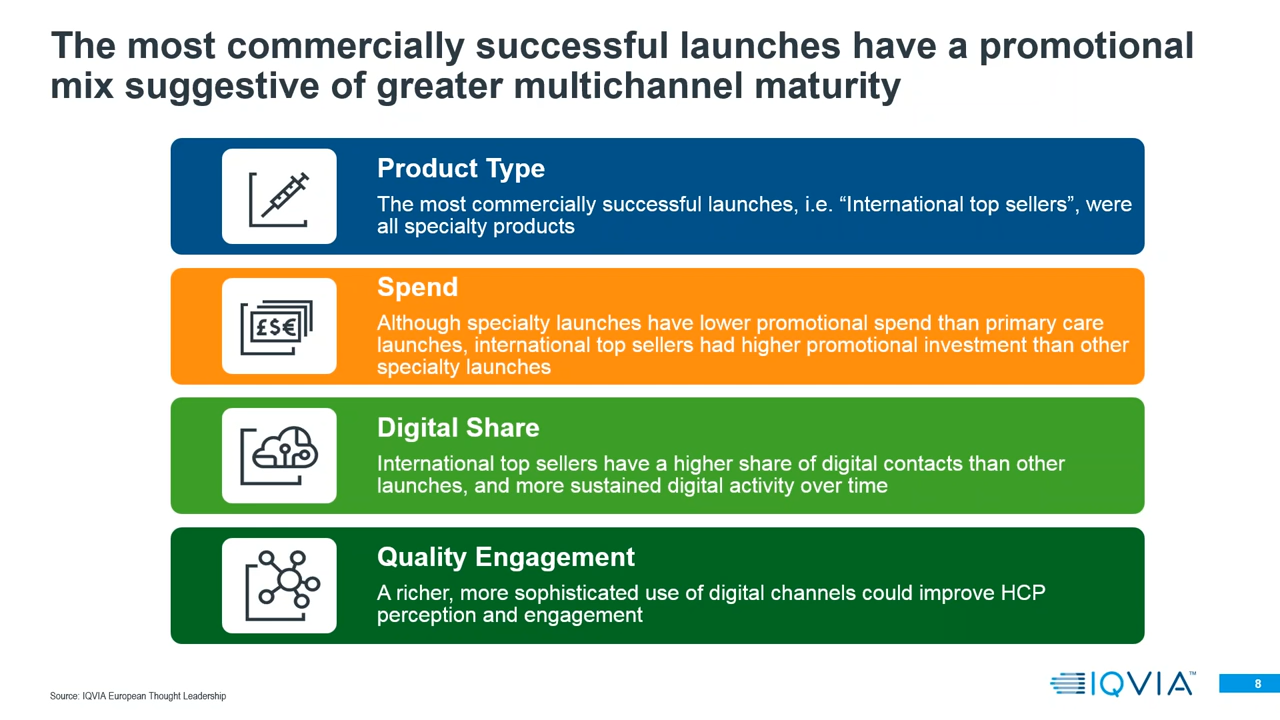 The most commercially successful launches have a promotional
mix suggestive of greater multichannel maturity
Product Type
The most commercially successful launches, i.e. “International top sellers”, were
all specialty products
£$€
Spend
Although specialty launches have lower promotional spend than primary care
launches, international top sellers had higher promotional investment than other
specialty launches
Digital Share
International top sellers have a higher share of digital contacts than other
launches, and more sustained digital activity over time
Quality Engagement
A richer, more sophisticated use of digital channels could improve HCP
perception and engagement
Source: IQVIA European Thought Leadership
IQVIA™
8